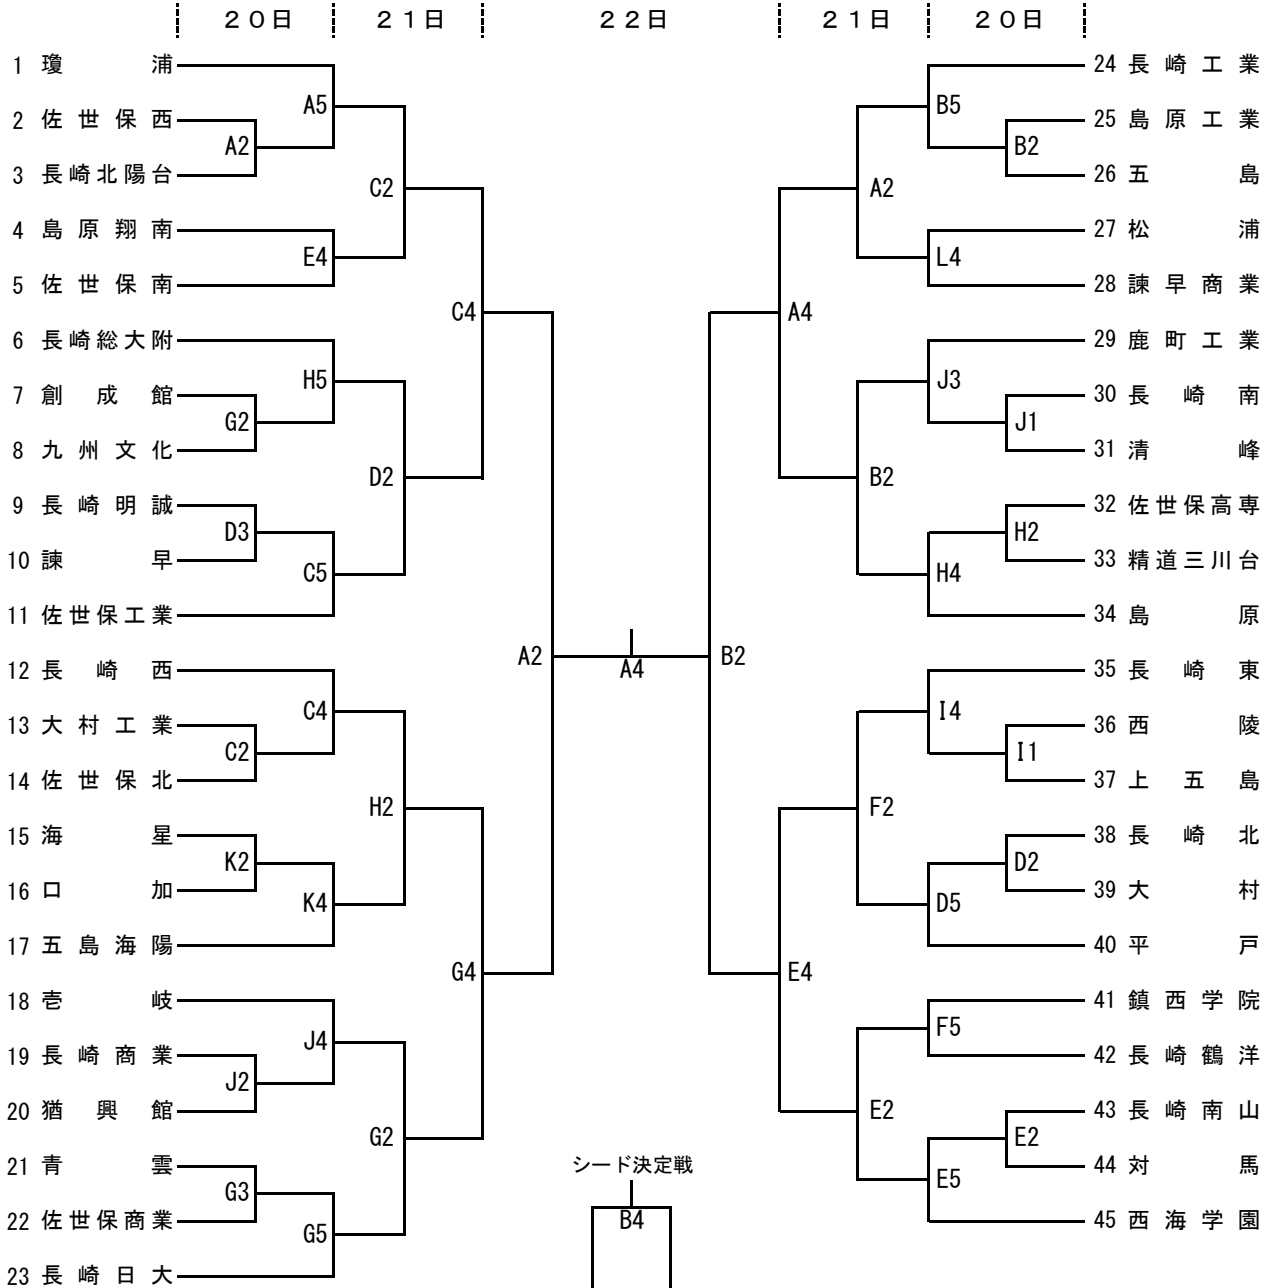 ２０日 ２１日 ２２日 ２１日 ２０日
1 瓊浦
2 佐世保西
3 長崎北陽台
4 島原翔南
5 佐世保南
6 長崎総大附
7 創成館
8 九州文化
9 長崎明誠
10 諫早
11 佐世保工業
12 長崎西
13 大村工業
14 佐世保北
15 海星
16 口加
17 五島海陽
18 壱岐
19 長崎商業
20 猶興館
21 青雲
22 佐世保商業
23 長崎日大
A2
G2
D3
C2
K2
J2
G3
A5
E4
H5
C5
C4
K4
J4
G5
C2
D2
H2
G2
C4
G4
A2
A4
B2
シード決定戦
B4
A4
E4
A2
B2
F2
E2
B5
L4
J3
H4
I4
D5
F5
E5
B2
J1
H2
I1
D2
E2
24 長崎工業
25 島原工業
26 五島
27 松浦
28 諫早商業
29 鹿町工業
30 長崎南
31 清峰
32 佐世保高専
33 精道三川台
34 島原
35 長崎東
36 西陵
37 上五島
38 長崎北
39 大村
40 平戸
41 鎮西学院
42 長崎鶴洋
43 長崎南山
44 対馬
45 西海学園